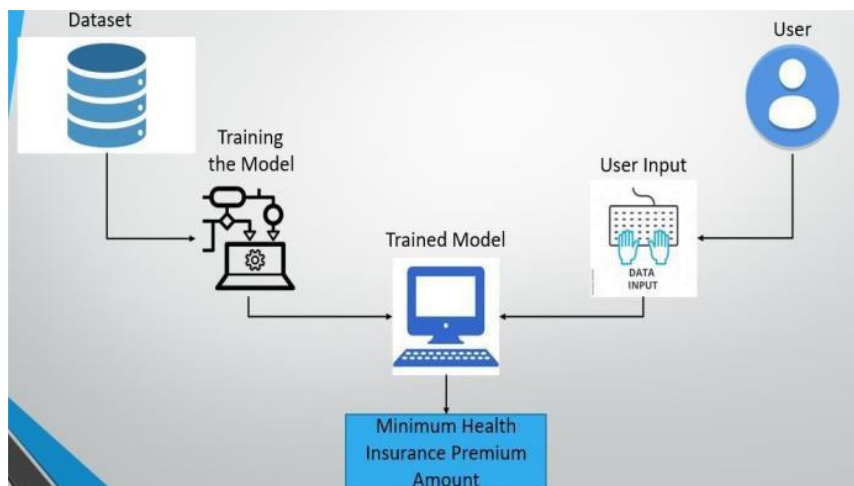 Dataset
User
Training
the Model
User Input
Trained Model
DATA
INPUT
Minimum Health
Insurance Premium
Amount